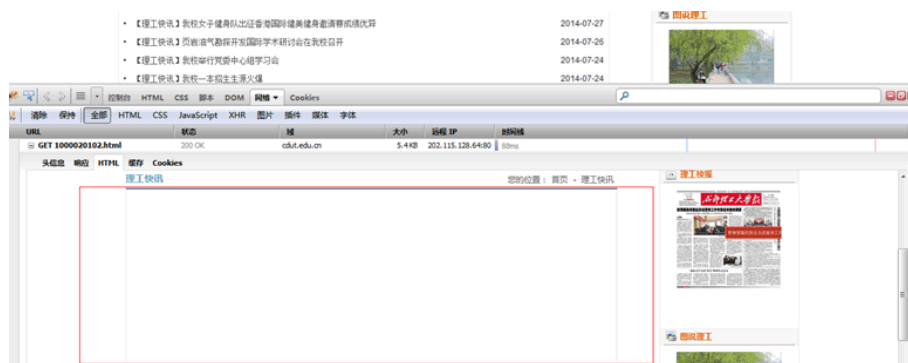 图说理工
• 【理工快讯】我校女子健身队出征香港国际健美健身邀请赛成绩优异 2014-07-27
• 【理工快讯】页岩油气勘探开发国际学术研讨会在我校召开 2014-07-26
• 【理工快讯】我校举行党委中心组学习会 2014-07-24
• 【理工快讯】我校一本招生生源火爆 2014-07-24
控制台 HTML CSS 脚本 DOM 网络 Cookies
清除 保持 全部 HTML CSS JavaScript XHR 图片 插件 媒体 字体
URL 状态 域 大小 远程 IP 时间线
GET 1000020102.html 200 OK cdut.edu.cn 5.4 KB 202.115.128.64:80 88ms
头信息 响应 HTML 缓存 Cookies
理工快讯 您的位置: 首页 - 理工快讯
理工校报
图说理工